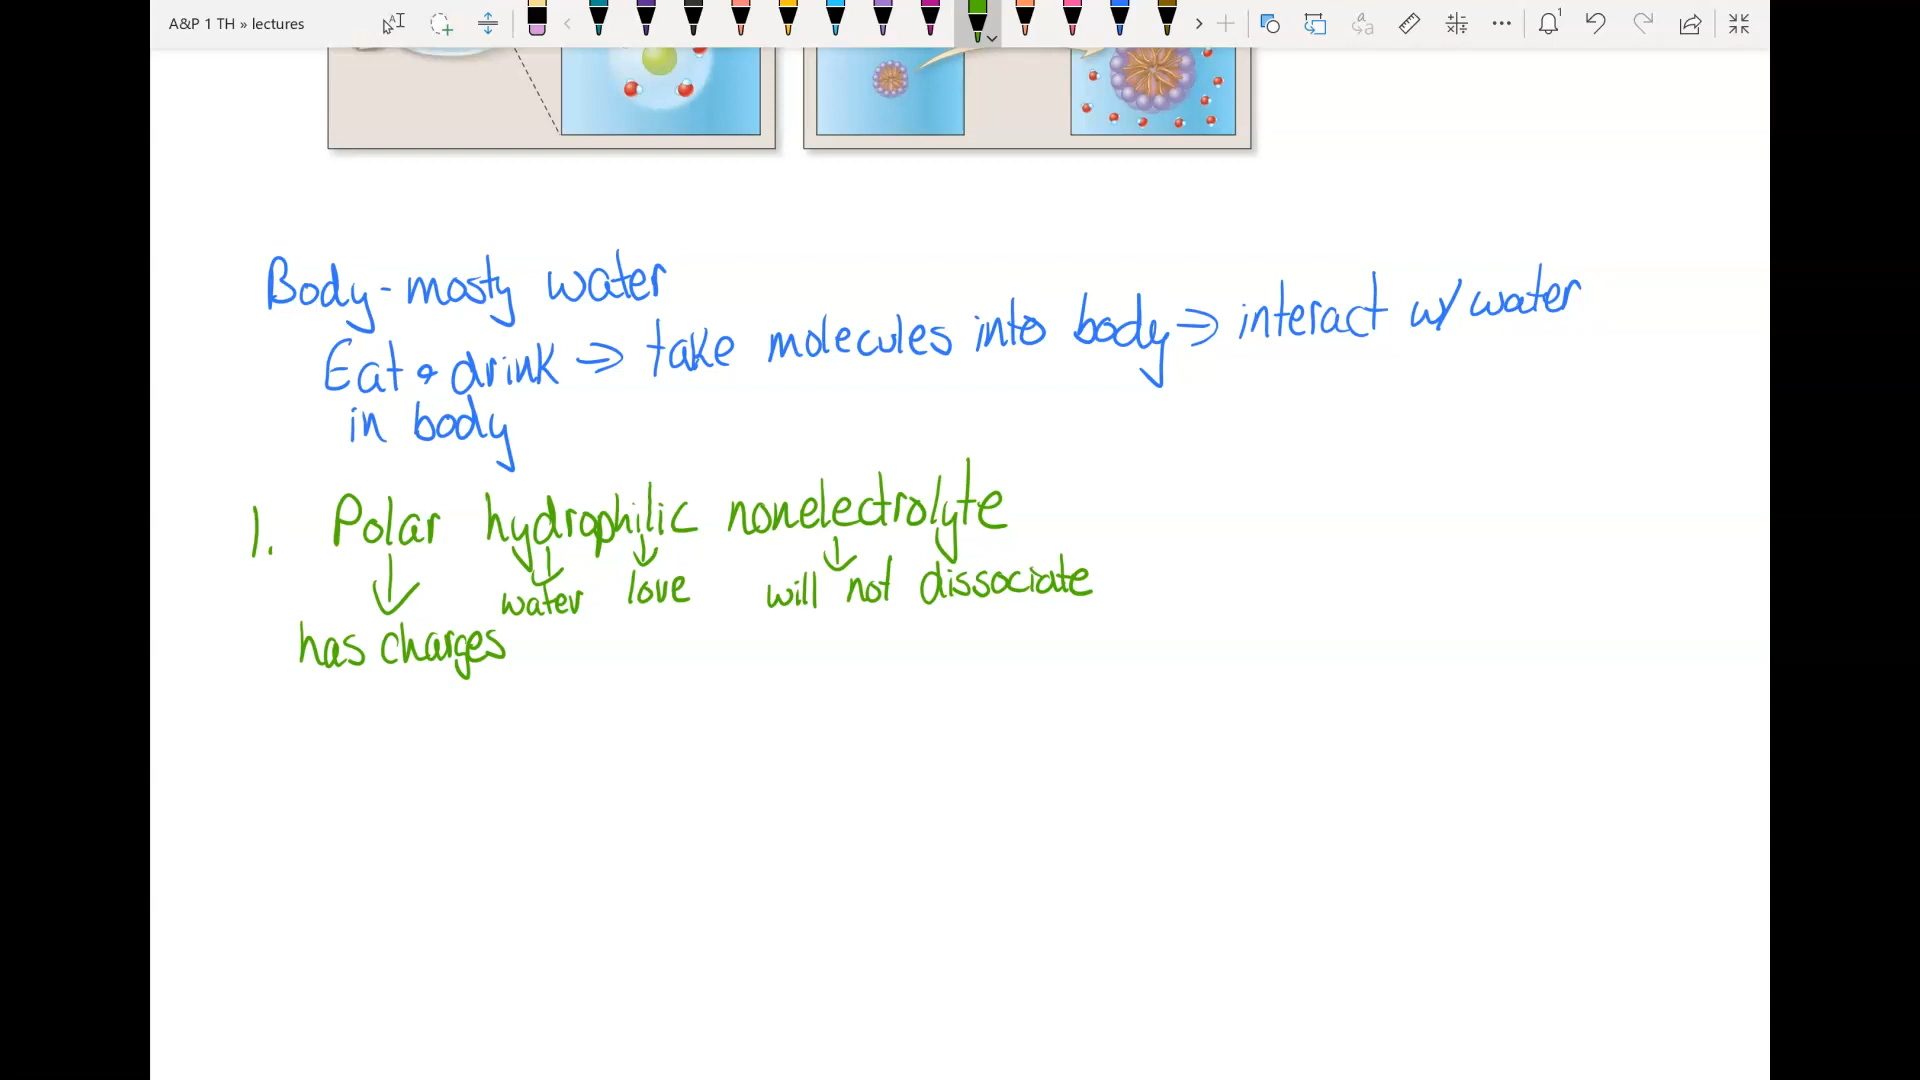 A&P 1 TH » lectures
Body - mosty water
Eat & drink ⇒ take molecules into body ⇒ interact w/ water
in body
1. Polar hydrophilic nonelectrolyte
water love will not dissociate
has charges